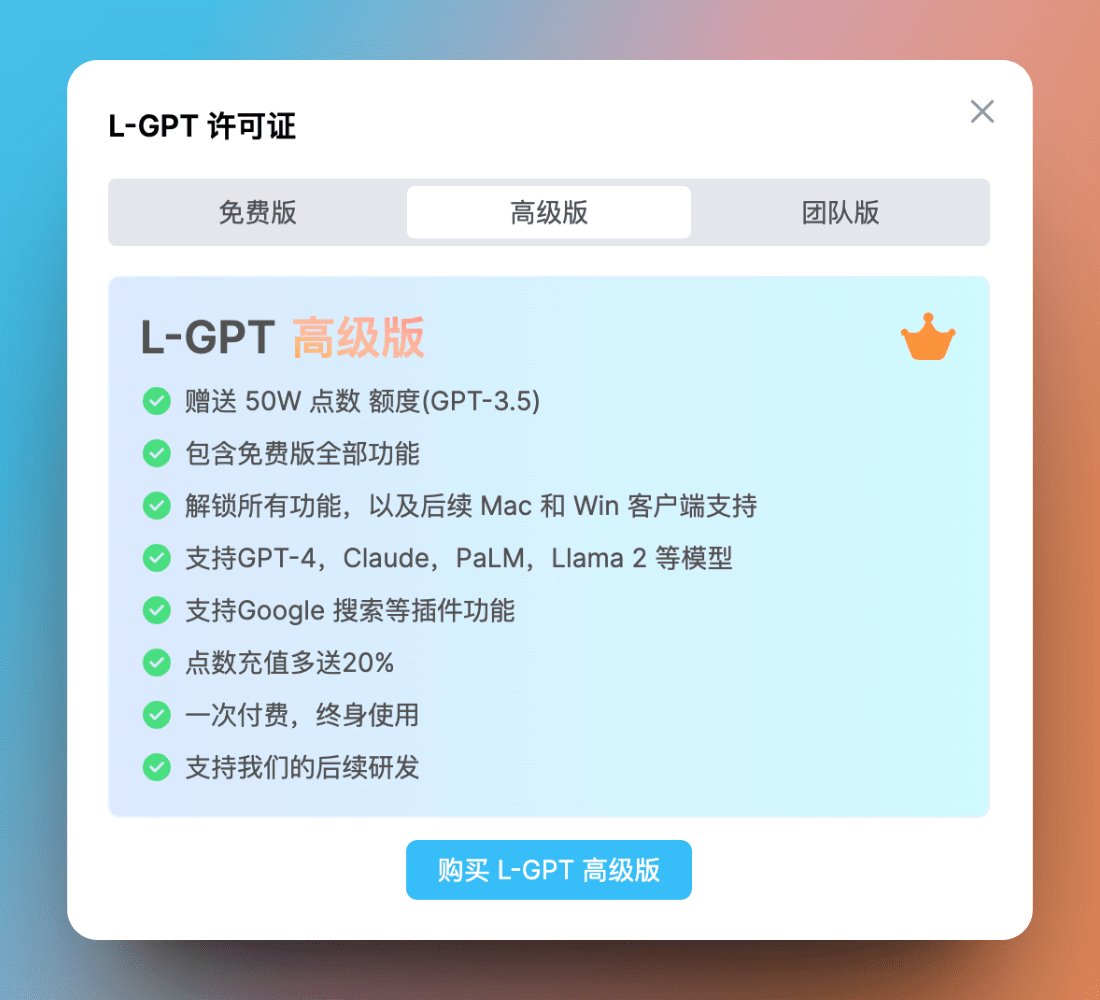 L-GPT 许可证
免费版
高级版
团队版
L-GPT 高级版
赠送 50W 点数 额度(GPT-3.5)
包含免费版全部功能
解锁所有功能，以及后续 Mac 和 Win 客户端支持
支持GPT-4，Claude，PaLM，Llama 2 等模型
支持Google 搜索等插件功能
点数充值多送20%
一次付费，终身使用
支持我们的后续研发
购买 L-GPT 高级版